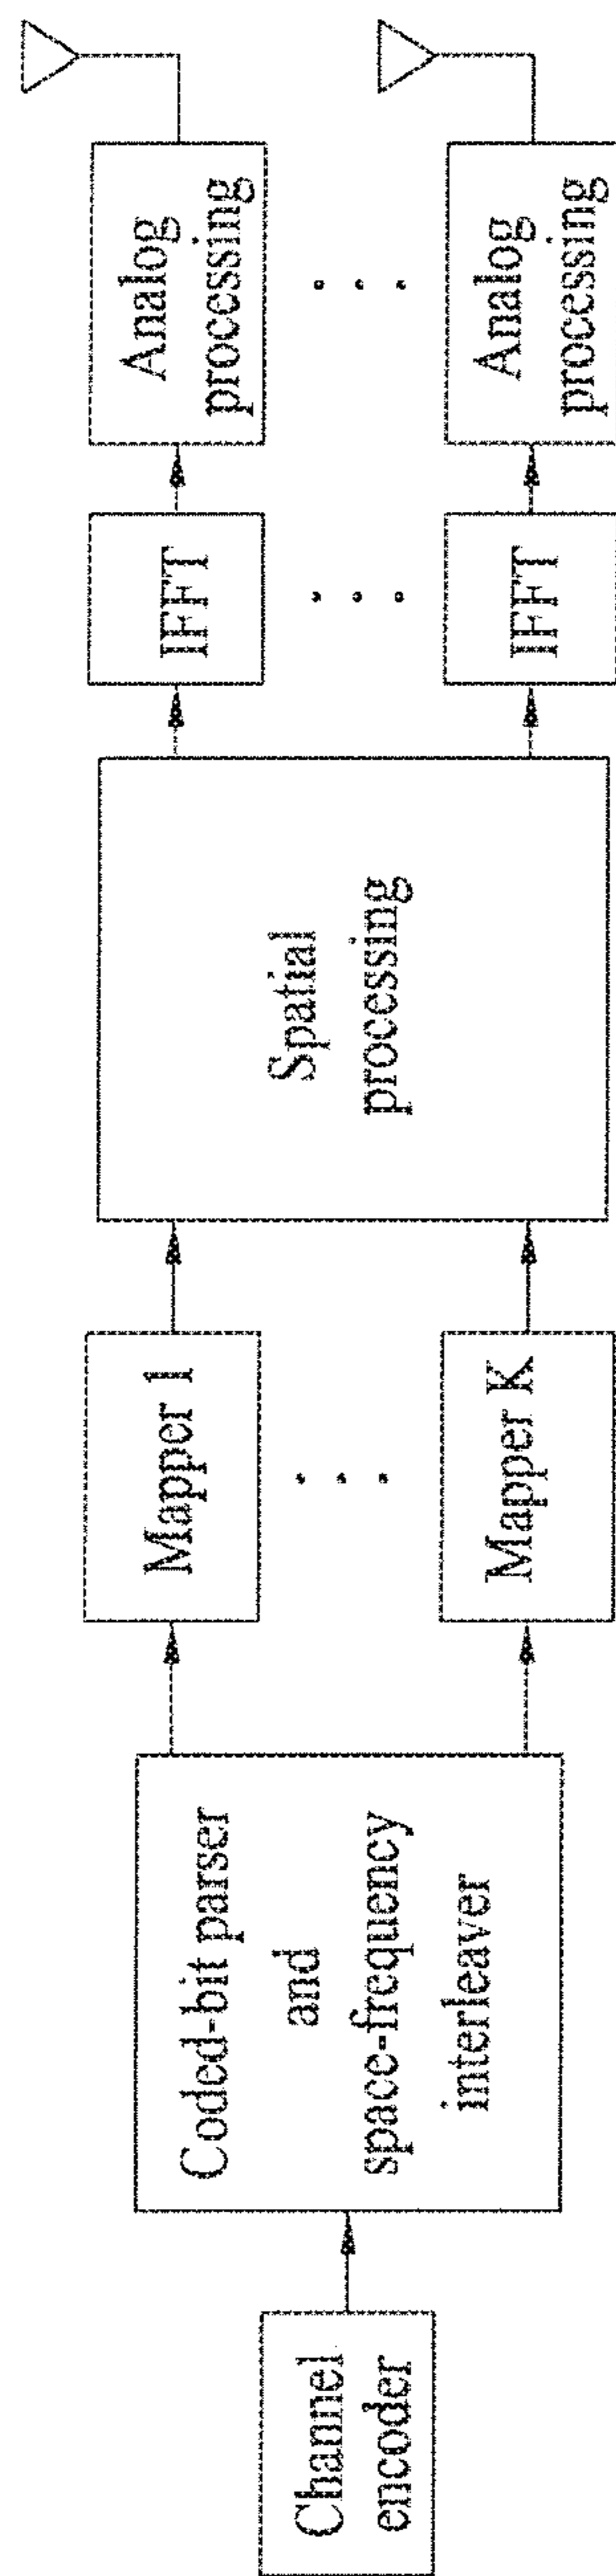 Channel
encoder
Coded-bit parser
and
space-frequency
interleaver
Mapper 1
Mapper K
Spatial
processing
IFFT
IFFT
Analog
processing
Analog
processing